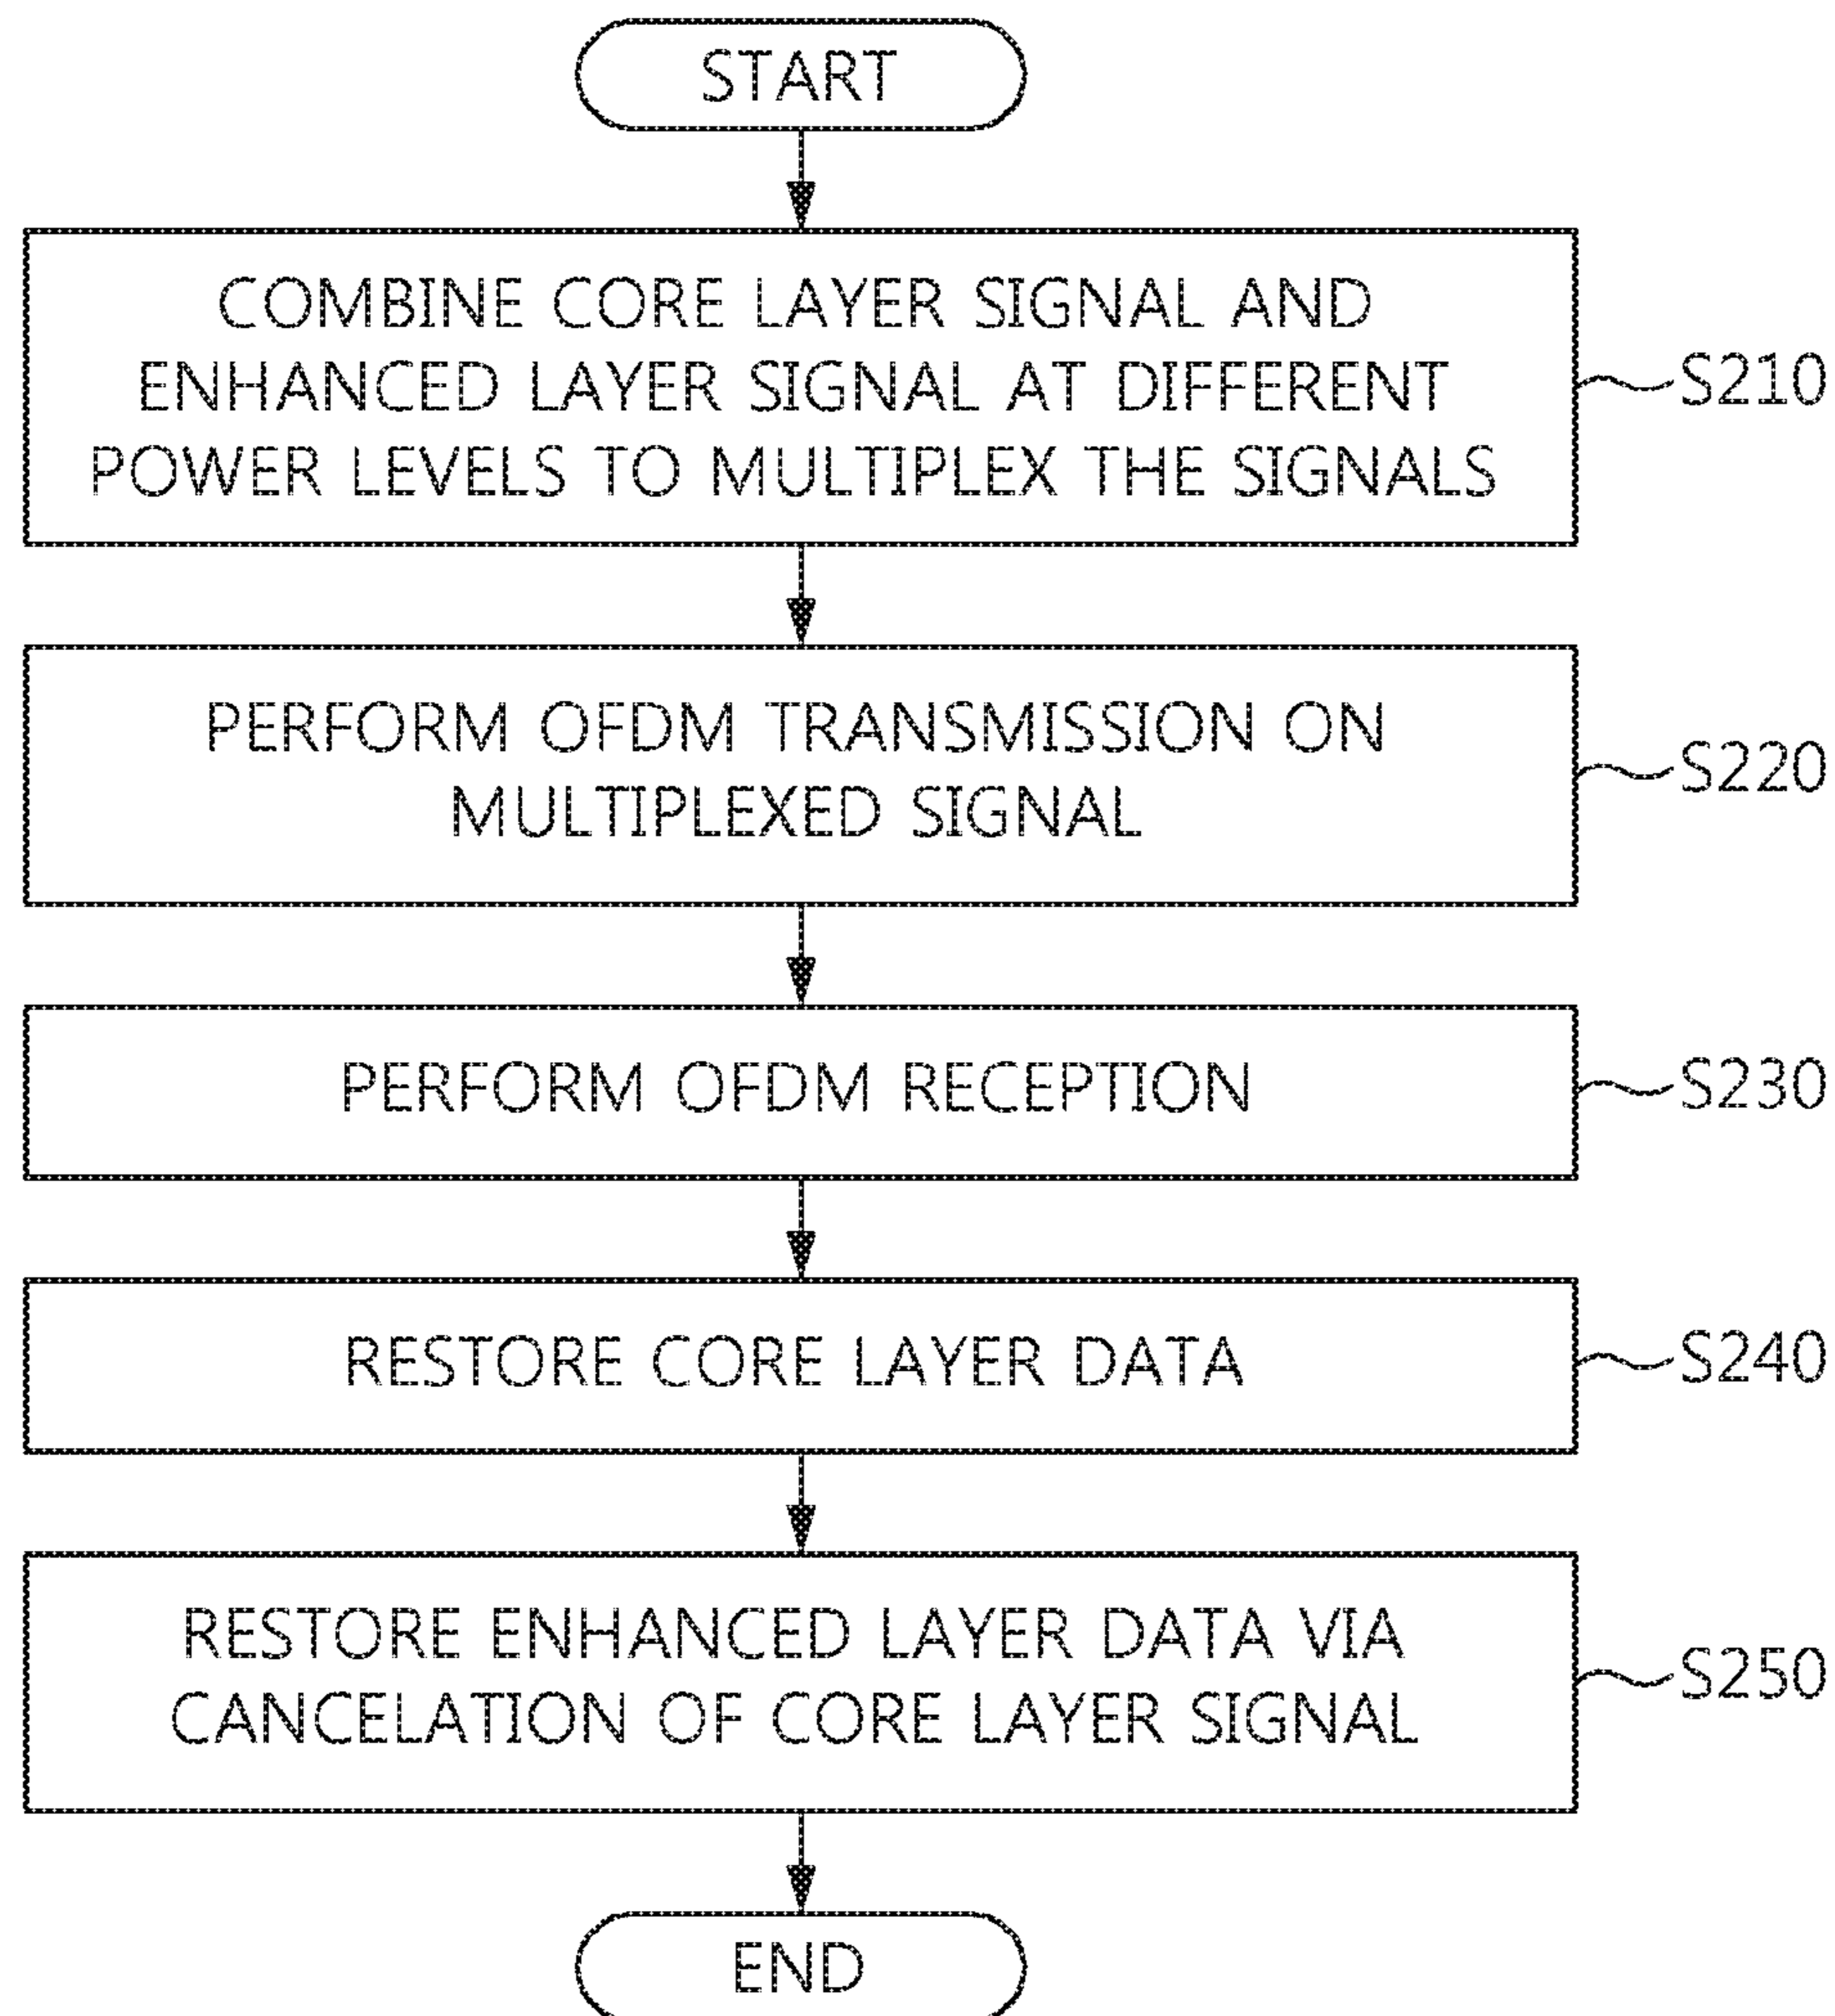 START
COMBINE CORE LAYER SIGNAL AND
ENHANCED LAYER SIGNAL AT DIFFERENT
POWER LEVELS TO MULTIPLEX THE SIGNALS
S210
PERFORM OFDM TRANSMISSION ON
MULTIPLEXED SIGNAL
S220
PERFORM OFDM RECEPTION
S230
RESTORE CORE LAYER DATA
S240
RESTORE ENHANCED LAYER DATA VIA
CANCELATION OF CORE LAYER SIGNAL
S250
END